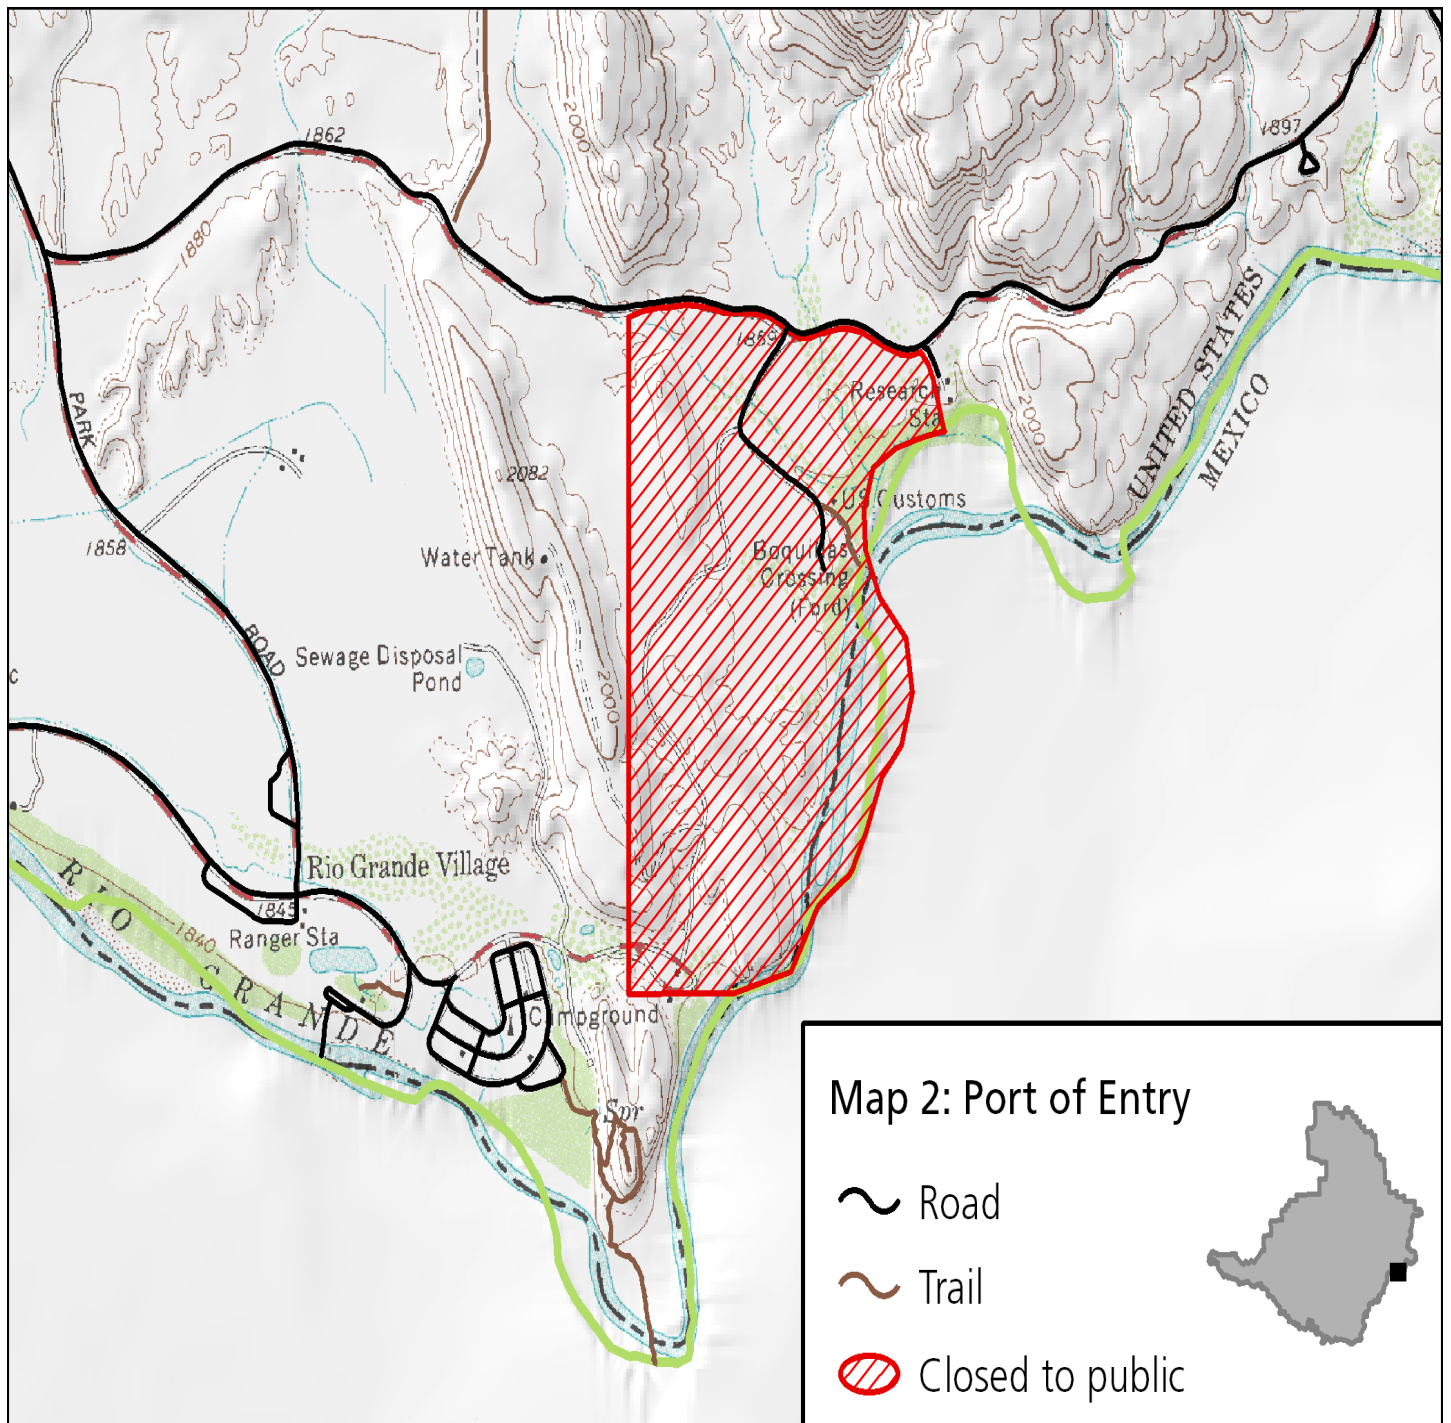 1862
2000
1897
1880
1859
PARK
Research
Sta
2000
UNITED STATES
MEXICO
2082
US Customs
1858
Water Tank
Boquillas
Crossing
(Ford)
ROAD
Sewage Disposal
Pond
c
2000
Rio Grande Village
RIO GRANDE
1845
Ranger Sta
1840
Campground
Spr
Map 2: Port of Entry
Road
Trail
Closed to public